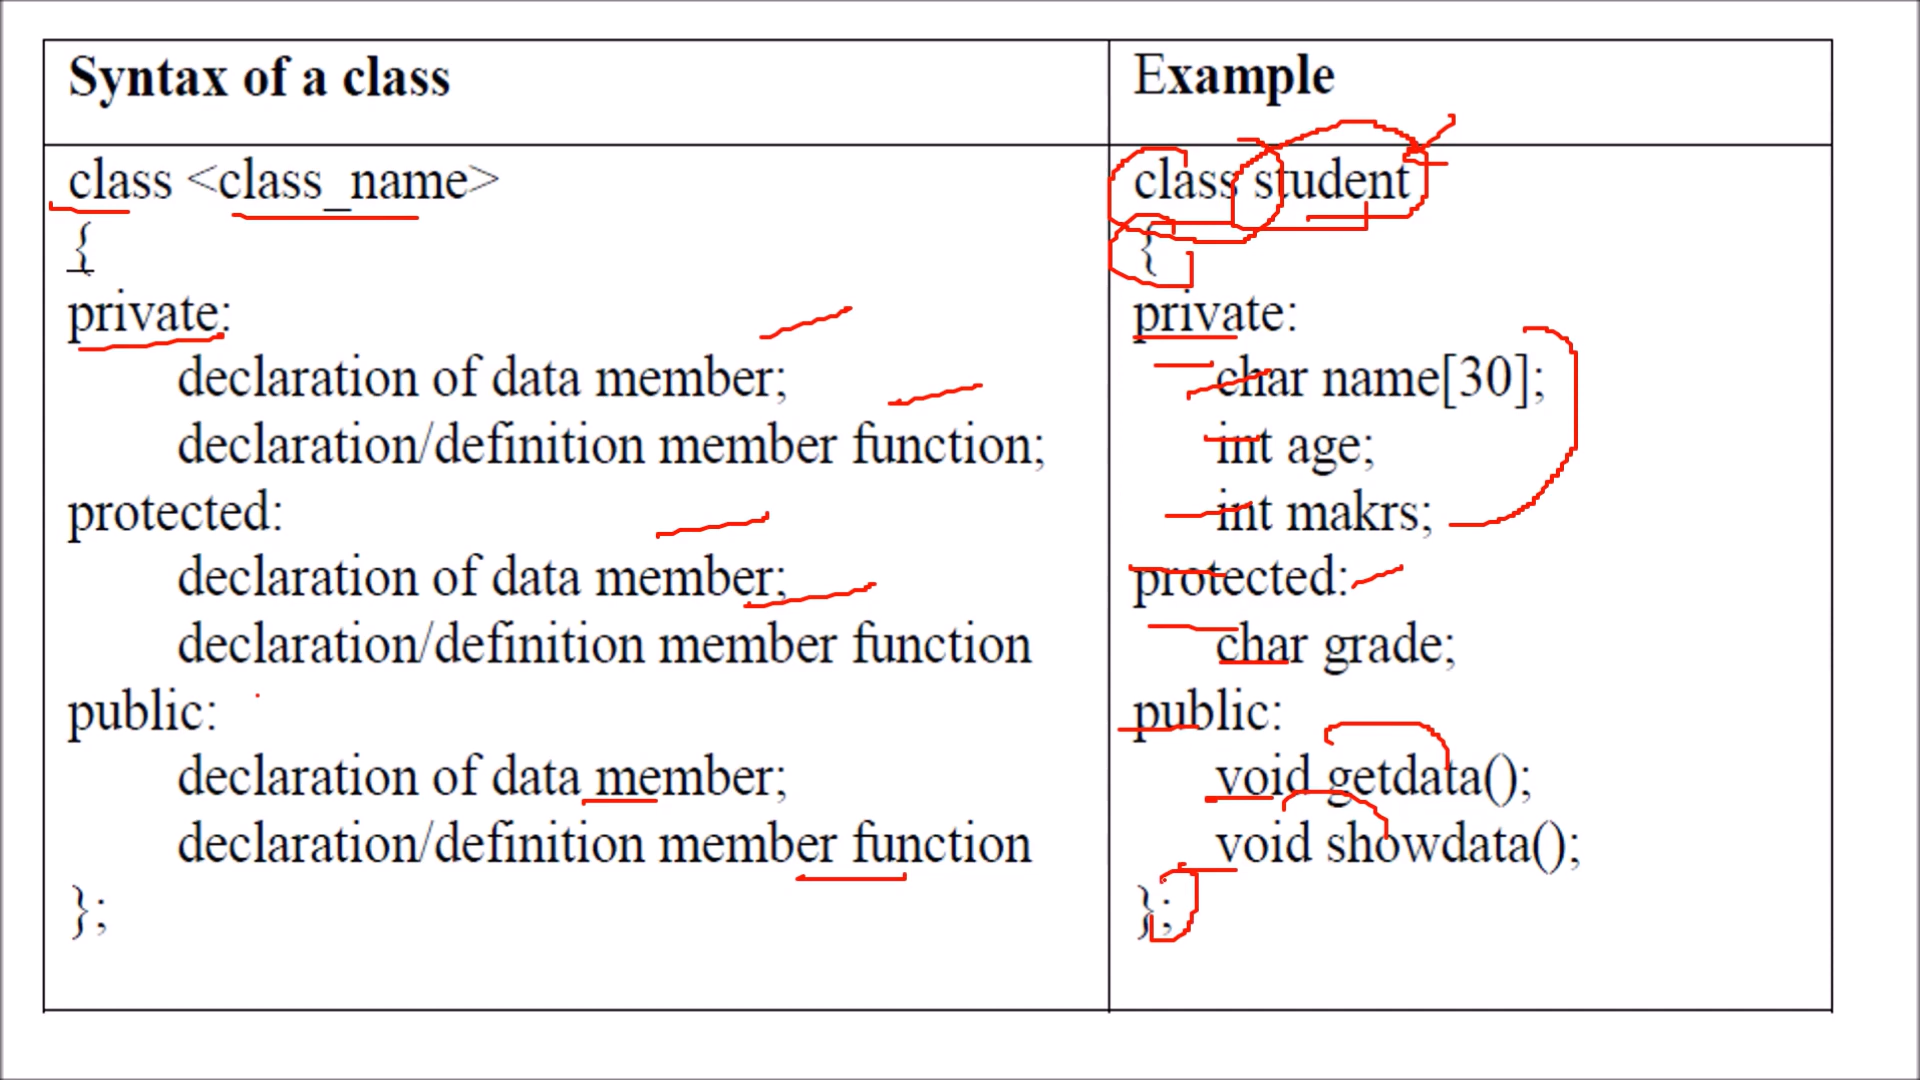 Syntax of a class
class <class_name>
{
private:
declaration of data member;
declaration/definition member function;
protected:
declaration of data member;
declaration/definition member function
public:
declaration of data member;
declaration/definition member function
};
Example
class student
{
private:
char name[30];
int age;
int makrs;
protected:
char grade;
public:
void getdata();
void showdata();
};